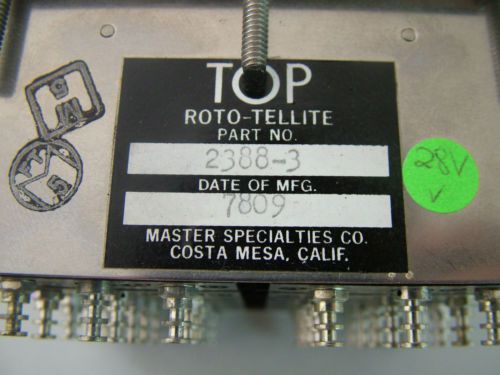 TOP
ROTO-TELLITE
PART NO.
2388-3
DATE OF MFG.
7809
MASTER SPECIALTIES CO.
COSTA MESA, CALIF.
28V